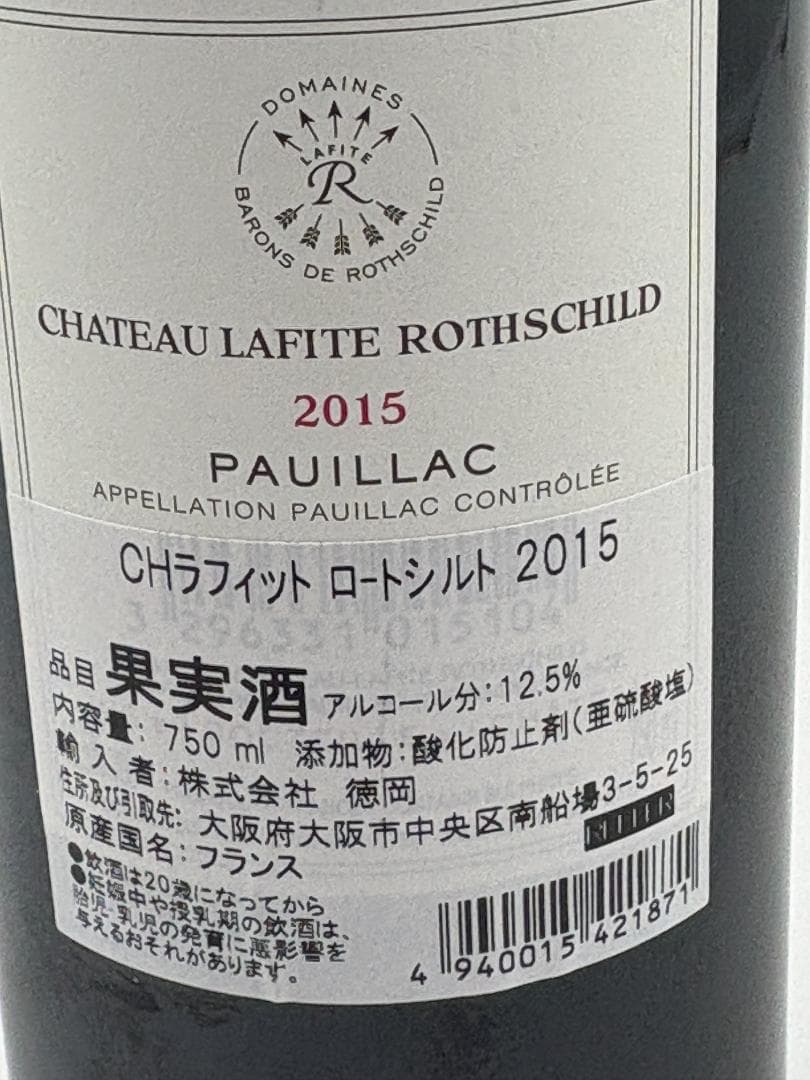 DOMAINES
LAFITE
R
BARONS DE ROTHSCHILD
CHATEAU LAFITE ROTHSCHILD
2015
PAUILLAC
APPELLATION PAUILLAC CONTRÔLÉE
CHラフィット ロートシルト 2015
3 296331 015104
品目 果実酒 アルコール分：12.5%
内容量：750 ml 添加物：酸化防止剤（亜硫酸塩）
輸入者：株式会社 徳岡
住所及び引取先：大阪府大阪市中央区南船場3-5-25
原産国名：フランス
●飲酒は20歳になってから
●妊娠中や授乳期の飲酒は、
胎児・乳児の発育に悪影響を
与えるおそれがあります。
4 940015 421871